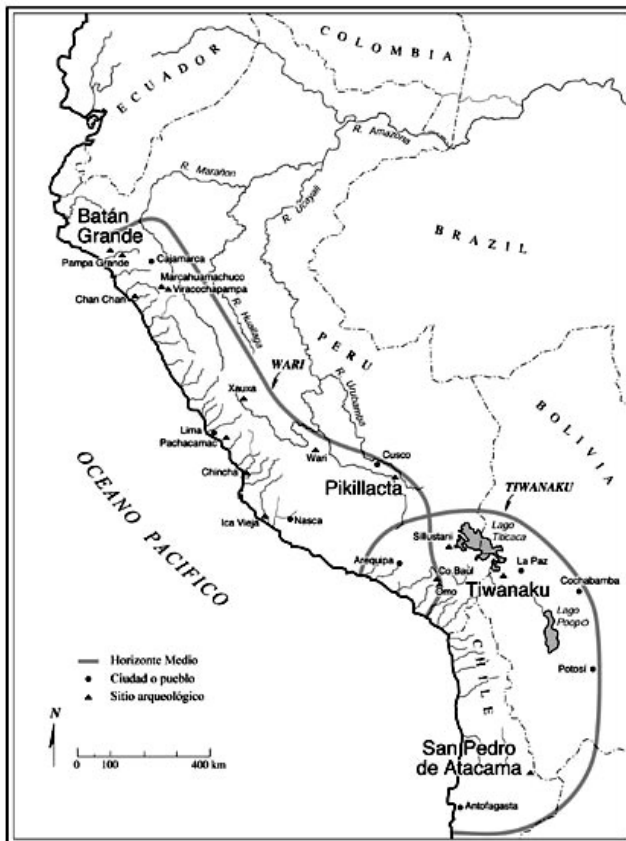 COLOMBIA
ECUADOR
R. Amazona
R. Marañon
R. Ucayali
BRAZIL
Batán
Grande
Pampa Grande
Cajamarca
Marcahuamachuco
Viracochapampa
Chan Chan
R. Huallaga
PERU
WARI
R. Urubamba
BOLIVIA
Xauxa
Lima
Pachacamac
Wari
Cusco
TIWANAKU
Chincha
Pikillacta
OCEANO PACIFICO
Ica Vieja
Nasca
Sillustani
Lago
Titicaca
Arequipa
La Paz
Co Baúl
Tiwanaku
Cochabamba
Omo
Lago
Poopó
Horizonte Medio
Ciudad o pueblo
Sitio arqueológico
CHILE
Potosí
N
0 100 400 km
San Pedro
de Atacama
Antofagasta